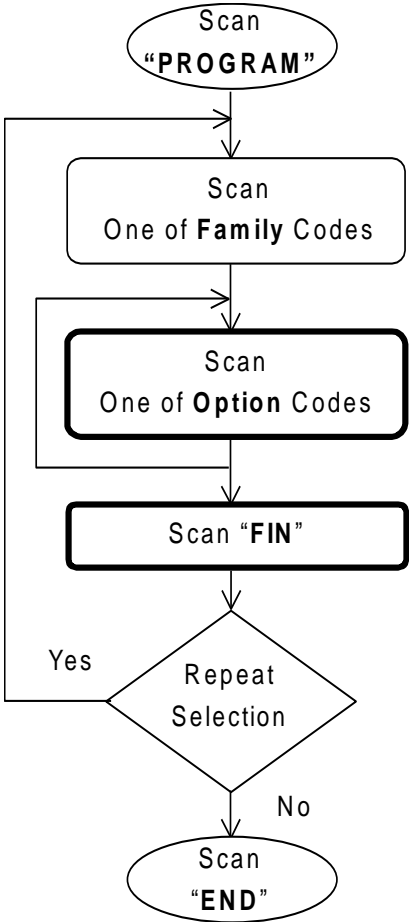 Scan
“PROGRAM”
Scan
One of Family Codes
Scan
One of Option Codes
Scan “FIN”
Yes
Repeat
Selection
No
Scan
“END”